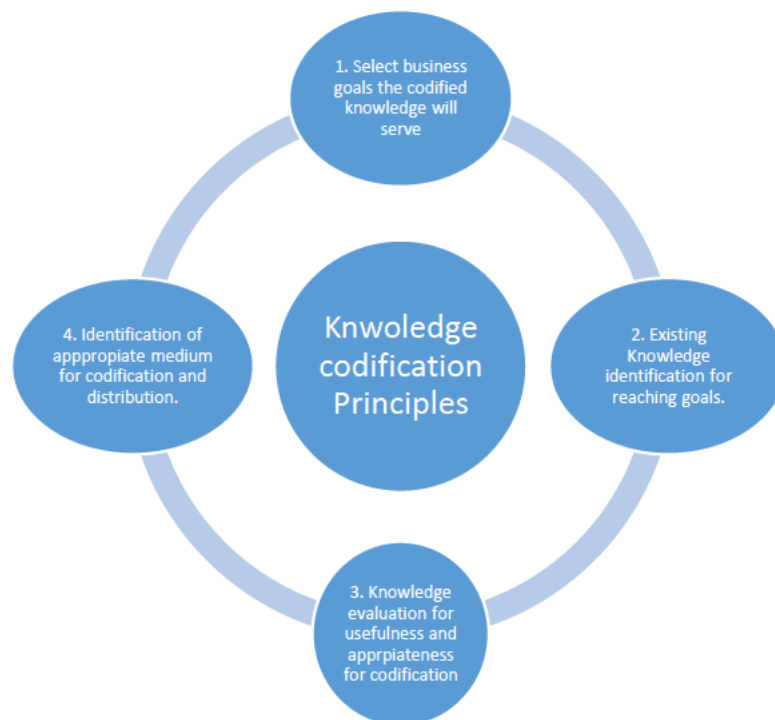 1. Select business
goals the codified
knowledge will
serve
Knwoledge
codification
Principles
2. Existing
Knowledge
identification for
reaching goals.
3. Knowledge
evaluation for
usefulness and
apprpiateness
for codification
4. Identification of
apppropiate medium
for codification and
distribution.